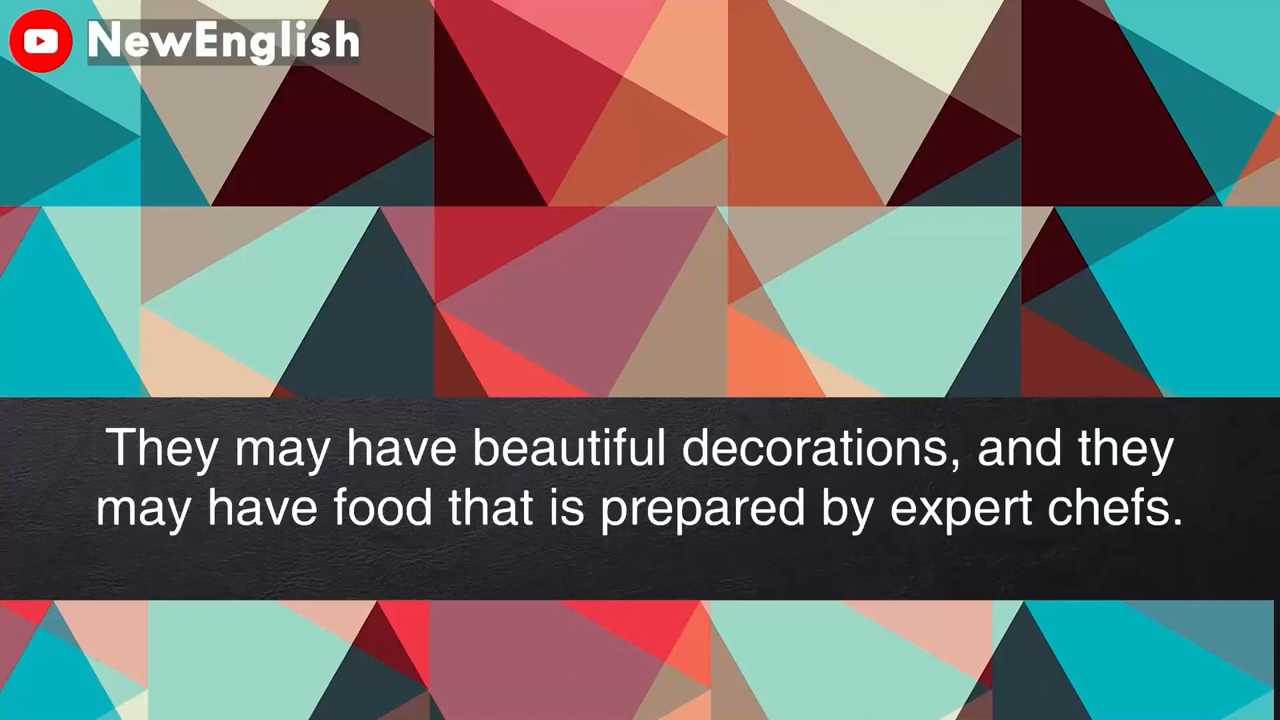 NewEnglish
They may have beautiful decorations, and they
may have food that is prepared by expert chefs.